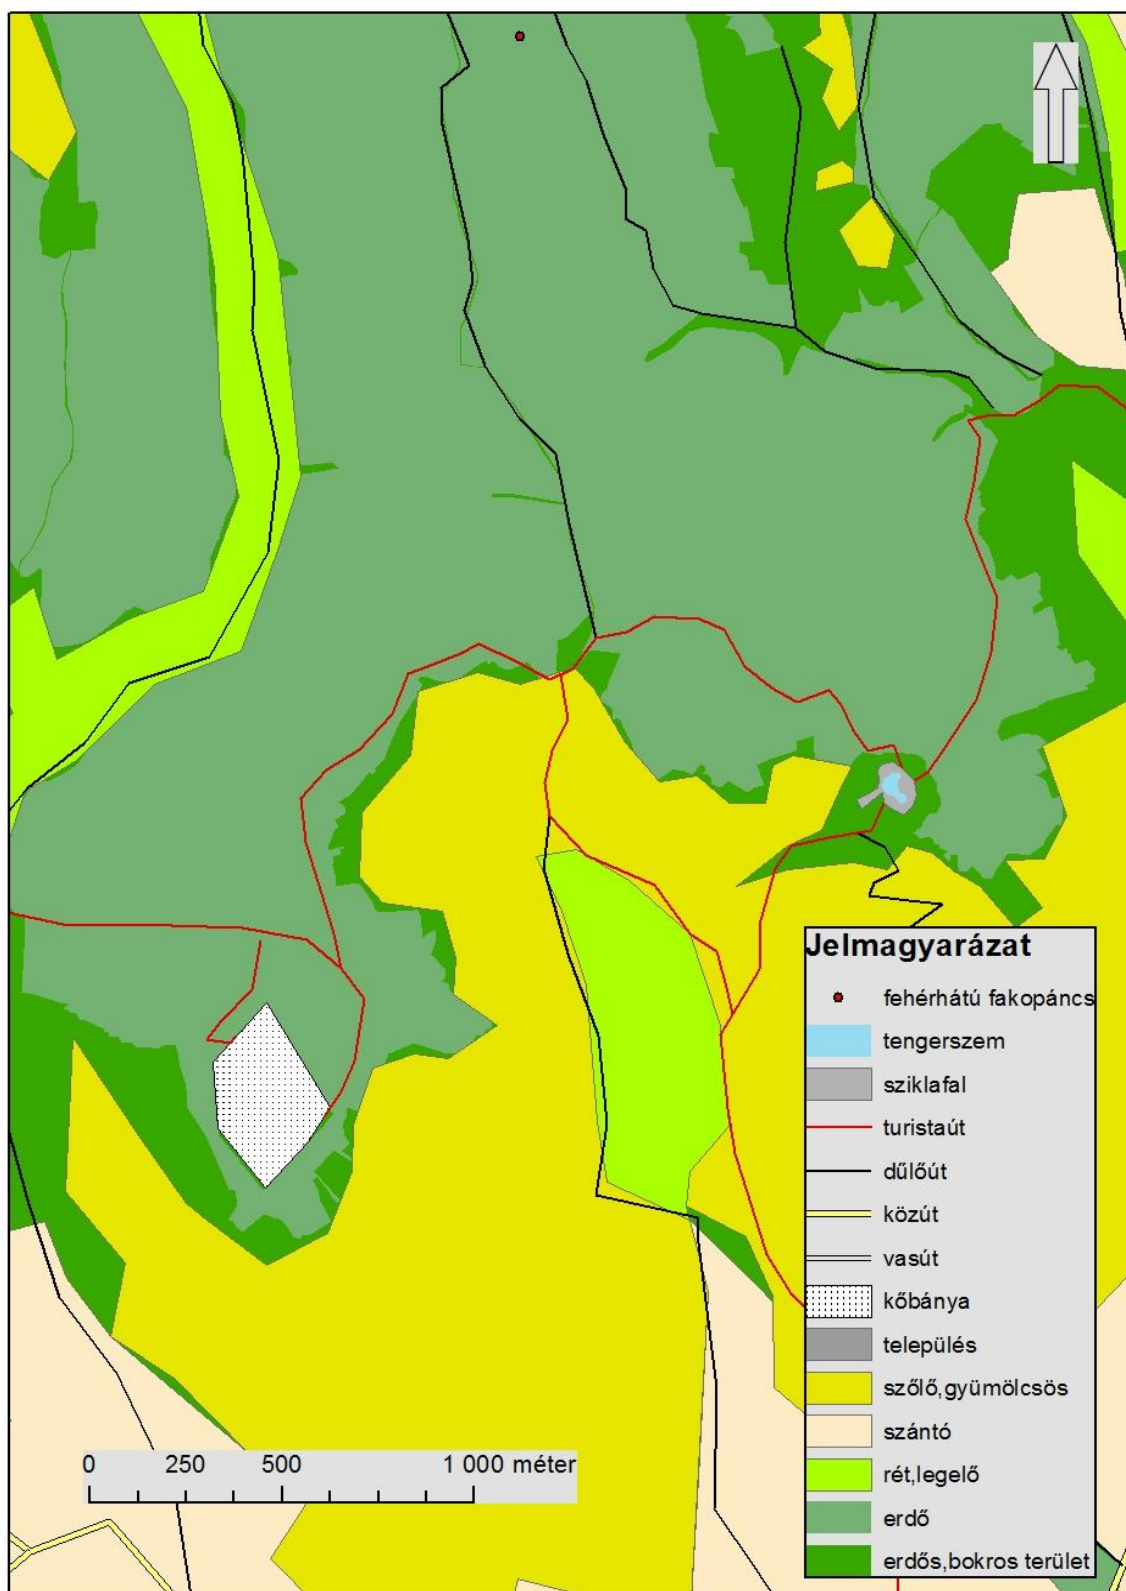 Jelmagyarázat
fehérhátú fakopáncs
tengerszem
sziklafal
turistaút
dűlőút
közút
vasút
kőbánya
település
szőlő,gyümölcsös
szántó
rét,legelő
erdő
erdős,bokros terület
0 250 500 1 000 méter